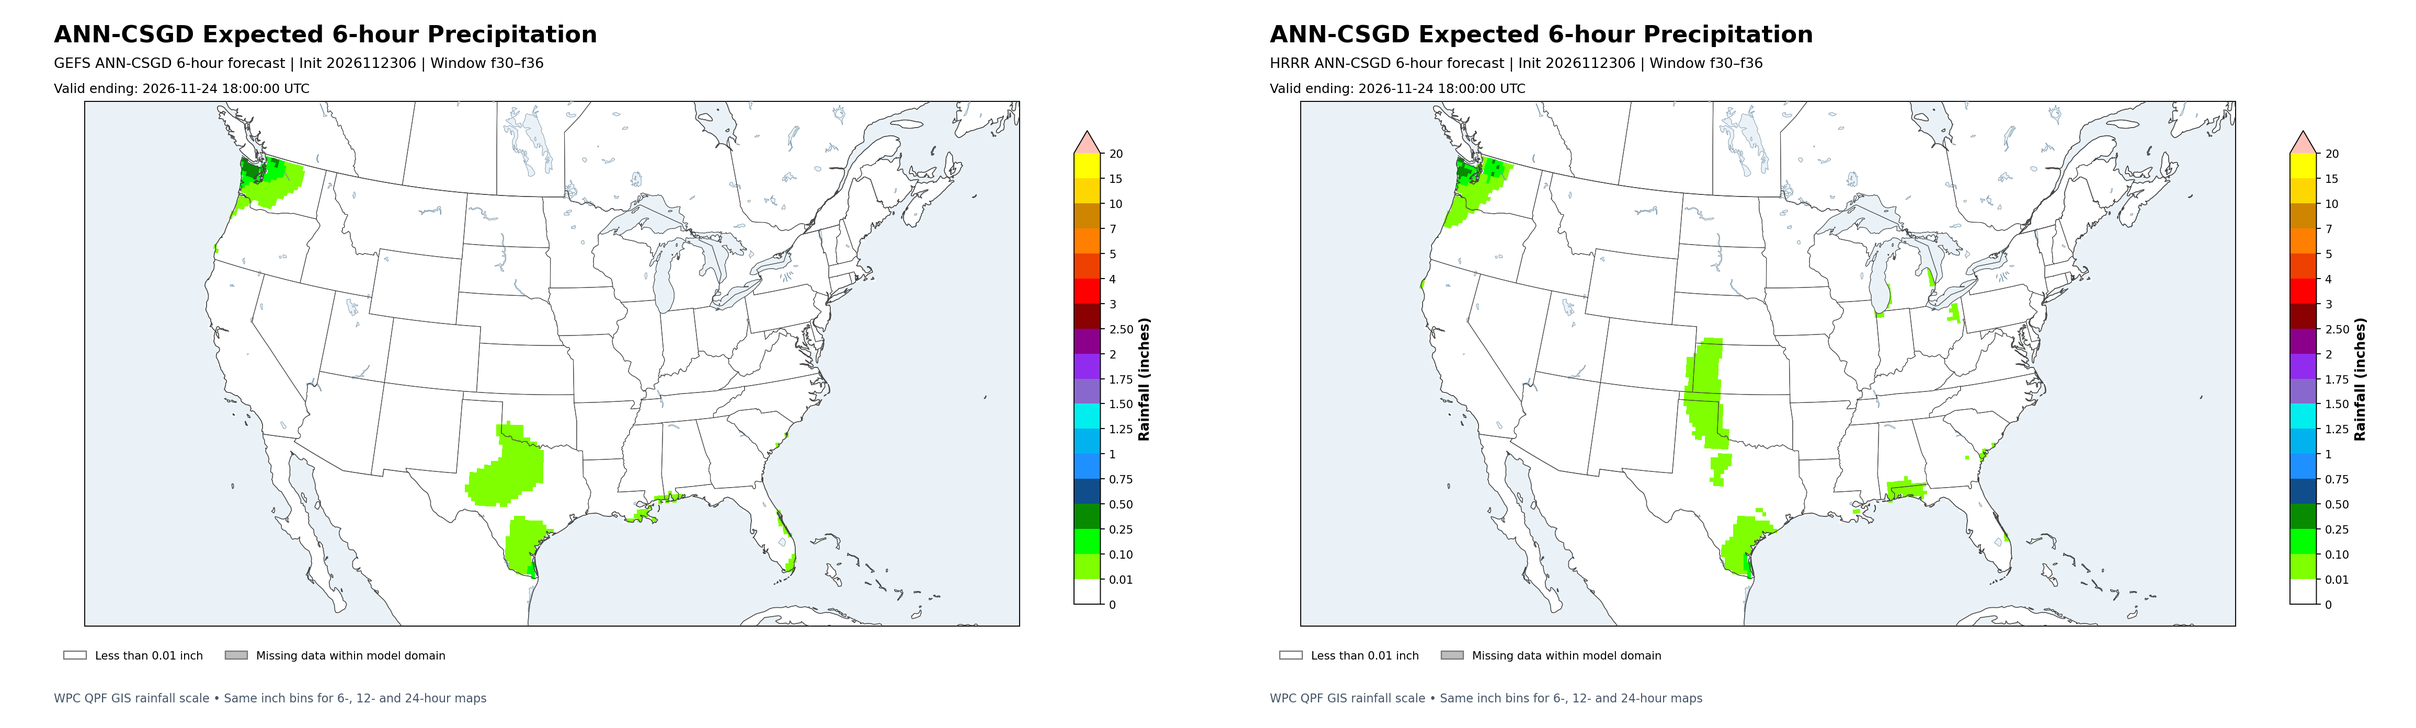 ANN-CSGD Expected 6-hour Precipitation
GEFS ANN-CSGD 6-hour forecast | Init 2026112306 | Window f30–f36
Valid ending: 2026-11-24 18:00:00 UTC
20
15
10
7
5
4
3
2.50
2
1.75
1.50
1.25
1
0.75
0.50
0.25
0.10
0.01
0
Rainfall (inches)
Less than 0.01 inch
Missing data within model domain
WPC QPF GIS rainfall scale • Same inch bins for 6-, 12- and 24-hour maps
ANN-CSGD Expected 6-hour Precipitation
HRRR ANN-CSGD 6-hour forecast | Init 2026112306 | Window f30–f36
Valid ending: 2026-11-24 18:00:00 UTC
20
15
10
7
5
4
3
2.50
2
1.75
1.50
1.25
1
0.75
0.50
0.25
0.10
0.01
0
Rainfall (inches)
Less than 0.01 inch
Missing data within model domain
WPC QPF GIS rainfall scale • Same inch bins for 6-, 12- and 24-hour maps